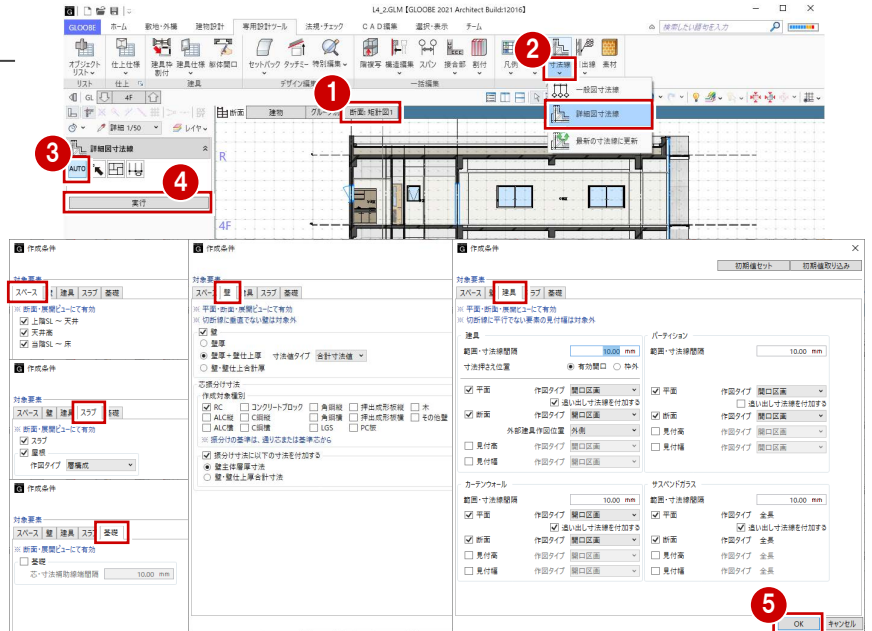 L4_2.GLM【GLOOBE 2021 Architect Build:12016】
GLOOBE ホーム 敷地・外構 建物設計 専用設計ツール 法規・チェック CAD編集 選択・表示 チーム
検索したい語句を入力
オブジェクトリスト 仕上仕様 建具枠 建具仕様 躯体開口 セットバック タッチミー 特別編集 階複写 構造編集 スパン 接合部 割付 凡例 寸法線 素材
割付
リスト 仕上 建具 デザイン編集 一括編集
1
2
一般図寸法線
詳細図寸法線
最新の寸法線に更新
GL 4F
詳細 1/50 レイヤ
断面 建物 断面: 矩計図1
詳細図寸法線
3
AUTO
4
実行
R
4F
作成条件
対象要素
スペース 壁 建具 スラブ 基礎
※ 断面・展開ビューにて有効
上階SL ~ 天井
天井高
当階SL ~ 床
作成条件
対象要素
スペース 壁 建具 スラブ 基礎
※ 断面・展開ビューにて有効
スラブ
屋根
作図タイプ 層構成
作成条件
対象要素
スペース 壁 建具 スラブ 基礎
※ 断面・展開ビューにて有効
基礎
芯・寸法補助線端間隔 10.00 mm
作成条件
対象要素
スペース 壁 建具 スラブ 基礎
※ 平面・断面・展開ビューにて有効
※ 切断線に垂直でない壁は対象外
壁
壁厚
壁厚+壁仕上厚 寸法値タイプ 合計寸法値
壁・壁仕上合計厚
芯振分け寸法
作成対象種別
RC コンクリートブロック 角鋼縦 押出成形板縦 木
ALC縦 C鋼縦 角鋼横 押出成形板横 その他壁
ALC横 C鋼横 LGS PC版
※ 振分けの基準は、通り芯または基準芯から
振分け寸法に以下の寸法を付加する
壁主体層厚寸法
壁・壁仕上厚合計寸法
作成条件
初期値セット 初期値取り込み
対象要素
スペース 壁 建具 スラブ 基礎
※ 平面・断面・展開ビューにて有効
※ 切断線に平行でない要素の見付幅は対象外
建具
範囲・寸法線間隔 10.00 mm
寸法押さえ位置 有効開口 枠外
平面 作図タイプ 開口区画
追い出し寸法線を付加する
断面 作図タイプ 開口区画
外部建具作図位置 外側
見付高 作図タイプ 開口区画
見付幅 作図タイプ 開口区画
パーティション
範囲・寸法線間隔 10.00 mm
平面 作図タイプ 開口区画
追い出し寸法線を付加する
断面 作図タイプ 開口区画
見付高 作図タイプ 開口区画
見付幅 作図タイプ 開口区画
カーテンウォール
範囲・寸法線間隔 10.00 mm
平面 作図タイプ 開口区画
追い出し寸法線を付加する
断面 作図タイプ 開口区画
見付高 作図タイプ 開口区画
見付幅 作図タイプ 開口区画
サスペンドガラス
範囲・寸法線間隔 10.00 mm
平面 作図タイプ 全長
追い出し寸法線を付加する
断面 作図タイプ 全長
見付高 作図タイプ 全長
見付幅 作図タイプ 全長
5
OK キャンセル